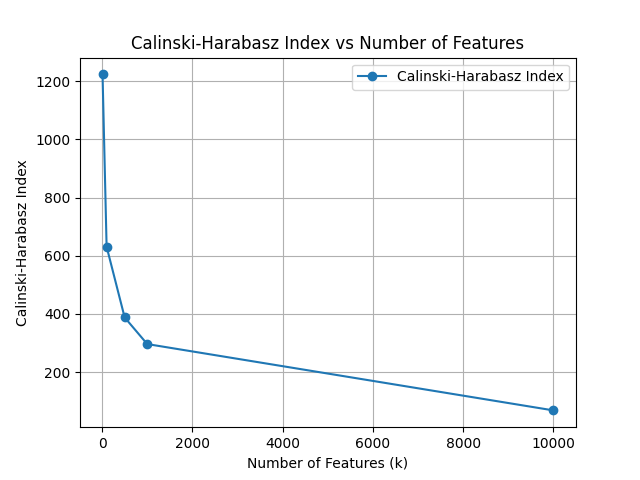 Calinski-Harabasz Index vs Number of Features
Calinski-Harabasz Index
1200
1000
800
600
400
200
Calinski-Harabasz Index
0 2000 4000 6000 8000 10000
Number of Features (k)